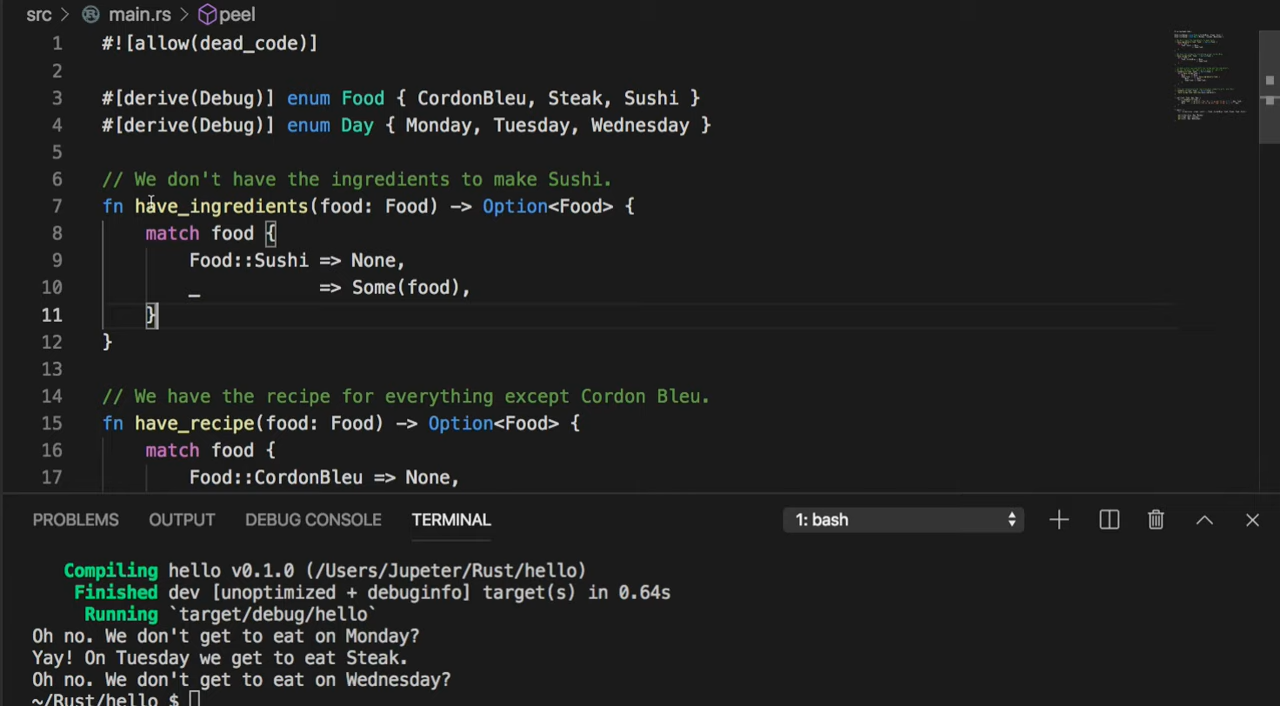 src > main.rs > peel
1 #![allow(dead_code)]
2
3 #[derive(Debug)] enum Food { CordonBleu, Steak, Sushi }
4 #[derive(Debug)] enum Day { Monday, Tuesday, Wednesday }
5
6 // We don't have the ingredients to make Sushi.
7 fn have_ingredients(food: Food) -> Option<Food> {
8 match food {
9 Food::Sushi => None,
10 _ => Some(food),
11 }
12 }
13
14 // We have the recipe for everything except Cordon Bleu.
15 fn have_recipe(food: Food) -> Option<Food> {
16 match food {
17 Food::CordonBleu => None,
PROBLEMS OUTPUT DEBUG CONSOLE TERMINAL 1: bash
Compiling hello v0.1.0 (/Users/Jupeter/Rust/hello)
Finished dev [unoptimized + debuginfo] target(s) in 0.64s
Running `target/debug/hello`
Oh no. We don't get to eat on Monday?
Yay! On Tuesday we get to eat Steak.
Oh no. We don't get to eat on Wednesday?
~/Rust/hello $